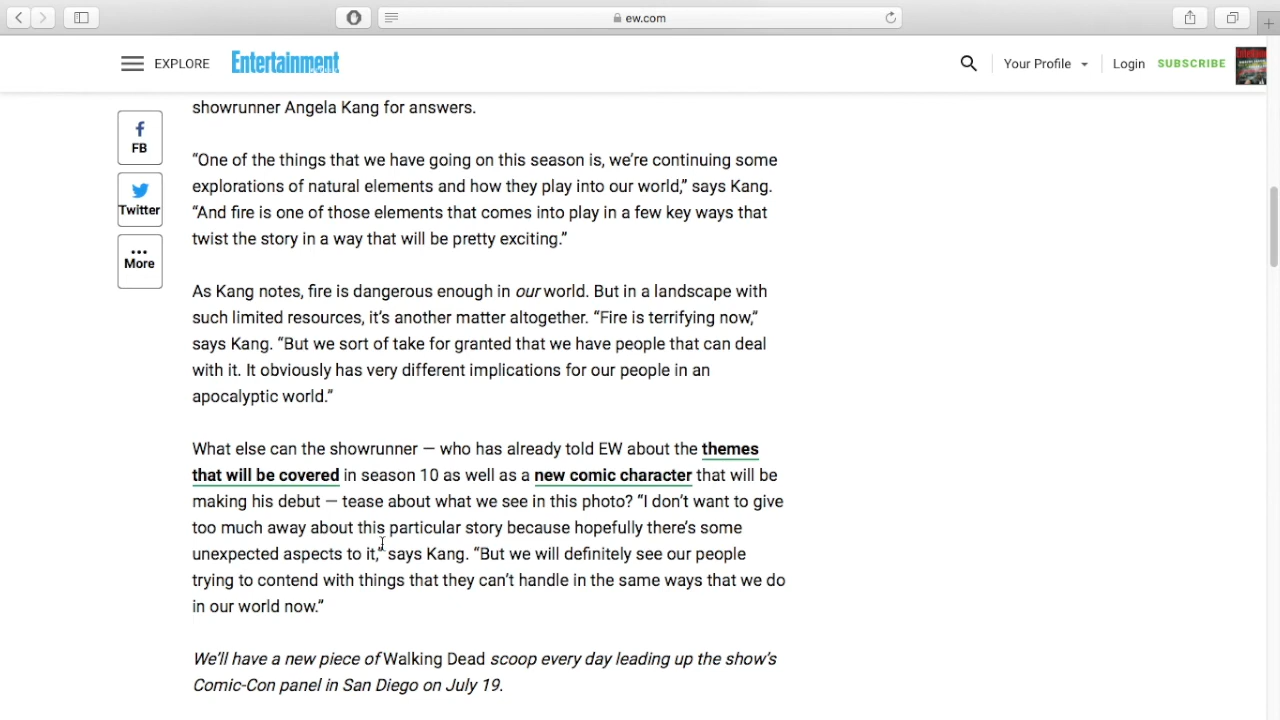 ew.com
EXPLORE
Entertainment
Your Profile
Login
SUBSCRIBE
showrunner Angela Kang for answers.
FB
Twitter
More
“One of the things that we have going on this season is, we’re continuing some
explorations of natural elements and how they play into our world,” says Kang.
“And fire is one of those elements that comes into play in a few key ways that
twist the story in a way that will be pretty exciting.”
As Kang notes, fire is dangerous enough in our world. But in a landscape with
such limited resources, it’s another matter altogether. “Fire is terrifying now,”
says Kang. “But we sort of take for granted that we have people that can deal
with it. It obviously has very different implications for our people in an
apocalyptic world.”
What else can the showrunner — who has already told EW about the themes
that will be covered in season 10 as well as a new comic character that will be
making his debut — tease about what we see in this photo? “I don’t want to give
too much away about this particular story because hopefully there’s some
unexpected aspects to it,” says Kang. “But we will definitely see our people
trying to contend with things that they can’t handle in the same ways that we do
in our world now.”
We’ll have a new piece of Walking Dead scoop every day leading up the show’s
Comic-Con panel in San Diego on July 19.